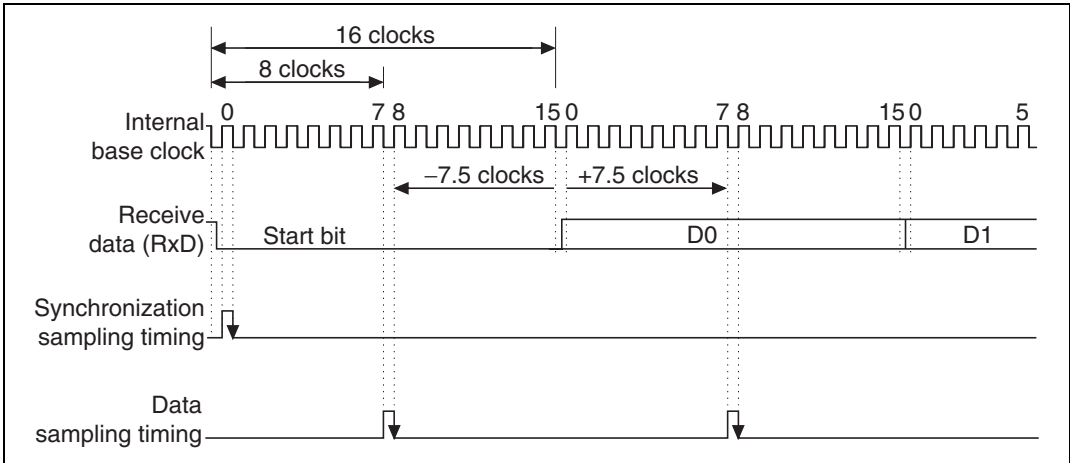 16 clocks
8 clocks
0 7 8 15 0 7 8 15 0 5
Internal
base clock
–7.5 clocks +7.5 clocks
Receive
data (RxD)
Start bit D0 D1
Synchronization
sampling timing
Data
sampling timing